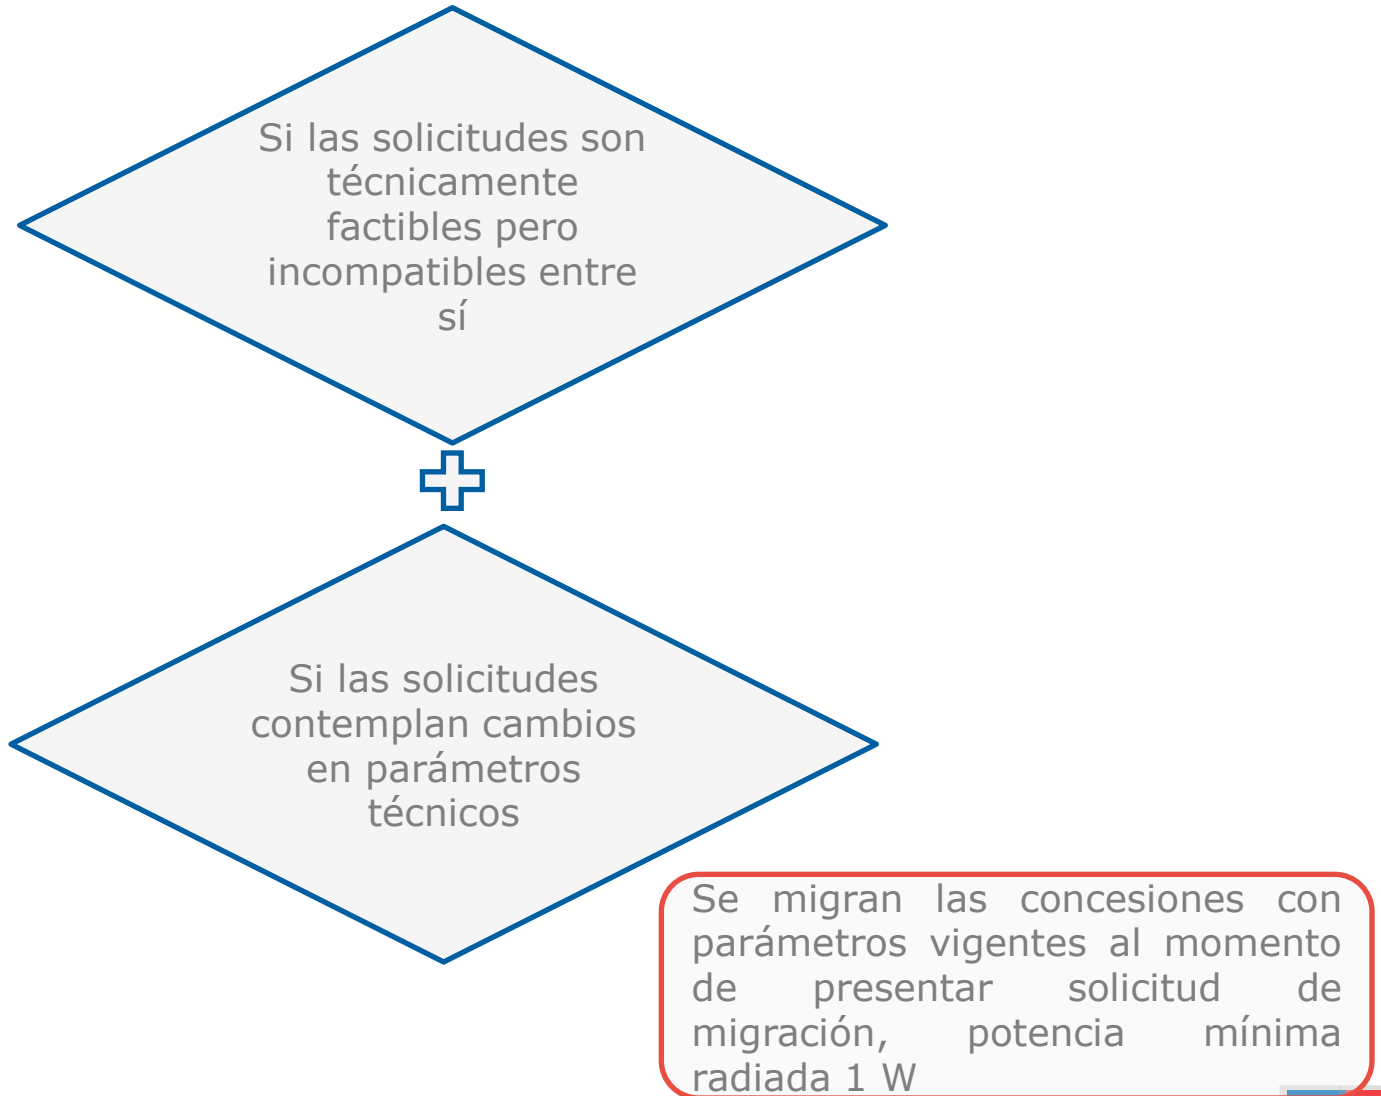 Si las solicitudes son
técnicamente
factibles pero
incompatibles entre
sí
Si las solicitudes
contemplan cambios
en parámetros
técnicos
Se migran las concesiones con
parámetros vigentes al momento
de presentar solicitud de
migración, potencia mínima
radiada 1 W